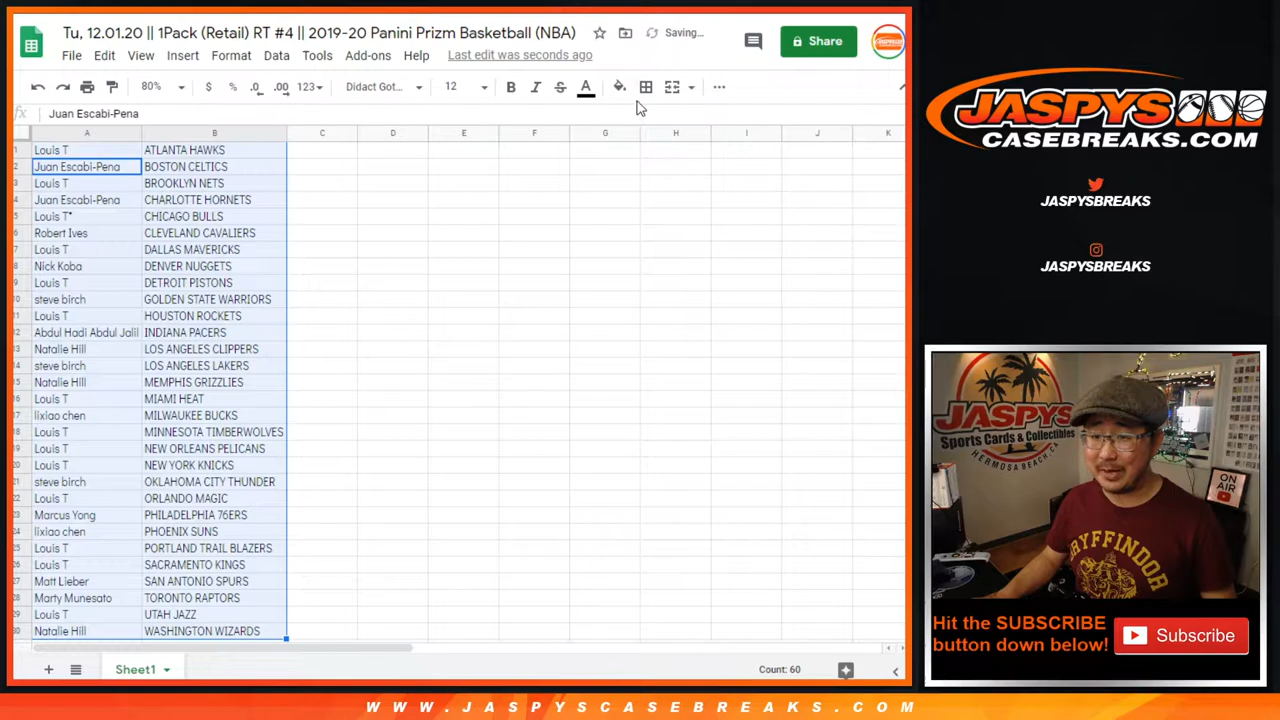 Tu, 12.01.20 || 1Pack (Retail) RT #4 || 2019-20 Panini Prizm Basketball (NBA)
Saving...
Share
File Edit View Insert Format Data Tools Add-ons Help Last edit was seconds ago
80% $ % .0 .00 123 Didact Got... 12 B I S A
fx Juan Escabi-Pena
A B C D E F G H I J K
1 Louis T ATLANTA HAWKS
2 Juan Escabi-Pena BOSTON CELTICS
3 Louis T BROOKLYN NETS
4 Juan Escabi-Pena CHARLOTTE HORNETS
5 Louis T* CHICAGO BULLS
6 Robert Ives CLEVELAND CAVALIERS
7 Louis T DALLAS MAVERICKS
8 Nick Koba DENVER NUGGETS
9 Louis T DETROIT PISTONS
10 steve birch GOLDEN STATE WARRIORS
11 Louis T HOUSTON ROCKETS
12 Abdul Hadi Abdul Jalil INDIANA PACERS
13 Natalie Hill LOS ANGELES CLIPPERS
14 steve birch LOS ANGELES LAKERS
15 Natalie Hill MEMPHIS GRIZZLIES
16 Louis T MIAMI HEAT
17 lixiao chen MILWAUKEE BUCKS
18 Louis T MINNESOTA TIMBERWOLVES
19 Louis T NEW ORLEANS PELICANS
20 Louis T NEW YORK KNICKS
21 steve birch OKLAHOMA CITY THUNDER
22 Louis T ORLANDO MAGIC
23 Marcus Yong PHILADELPHIA 76ERS
24 lixiao chen PHOENIX SUNS
25 Louis T PORTLAND TRAIL BLAZERS
26 Louis T SACRAMENTO KINGS
27 Matt Lieber SAN ANTONIO SPURS
28 Marty Munesato TORONTO RAPTORS
29 Louis T UTAH JAZZ
30 Natalie Hill WASHINGTON WIZARDS
Sheet1
Count: 60
JASPYS
CASEBREAKS.COM
JASPYSBREAKS
JASPYSBREAKS
JASPYS
Sports Cards & Collectibles
HERMOSA BEACH, CA
ON AIR
GRYFFINDOR
Hit the SUBSCRIBE
button down below!
Subscribe
WWW.JASPYSCASEBREAKS.COM